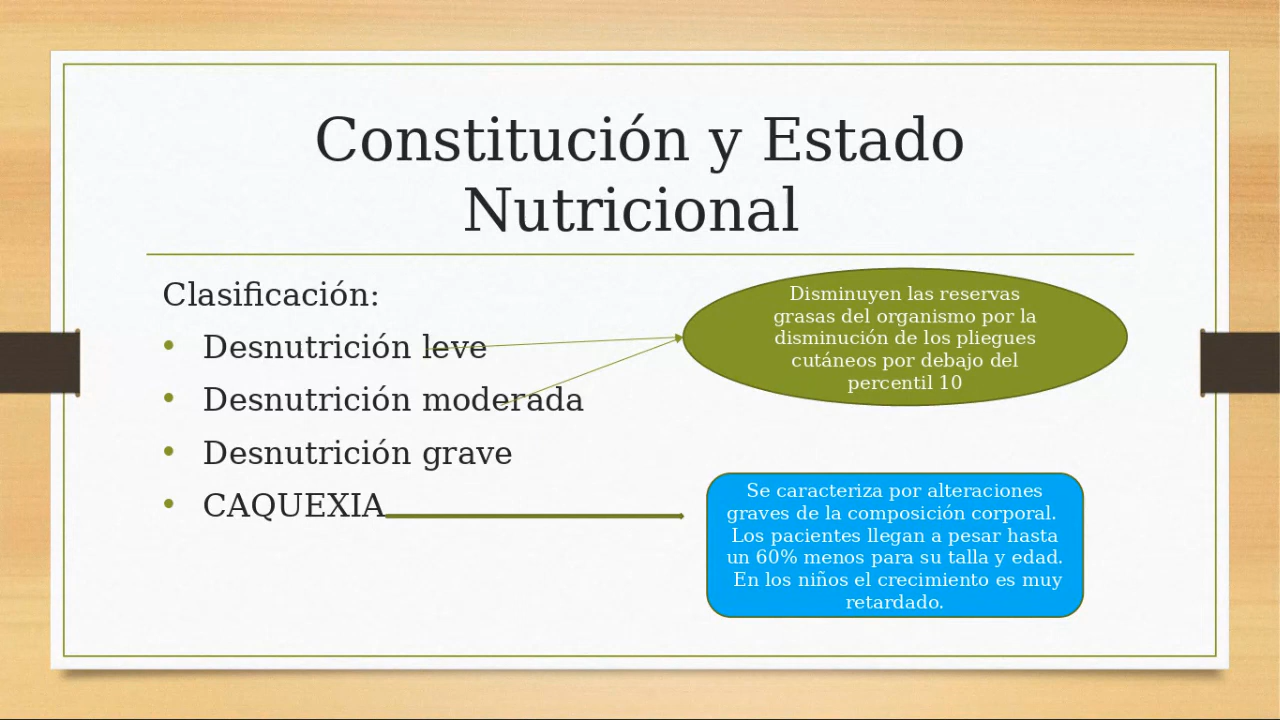 Constitución y Estado
Nutricional
Clasificación:
• Desnutrición leve
• Desnutrición moderada
• Desnutrición grave
• CAQUEXIA
Disminuyen las reservas
grasas del organismo por la
disminución de los pliegues
cutáneos por debajo del
percentil 10
Se caracteriza por alteraciones
graves de la composición corporal.
Los pacientes llegan a pesar hasta
un 60% menos para su talla y edad.
En los niños el crecimiento es muy
retardado.